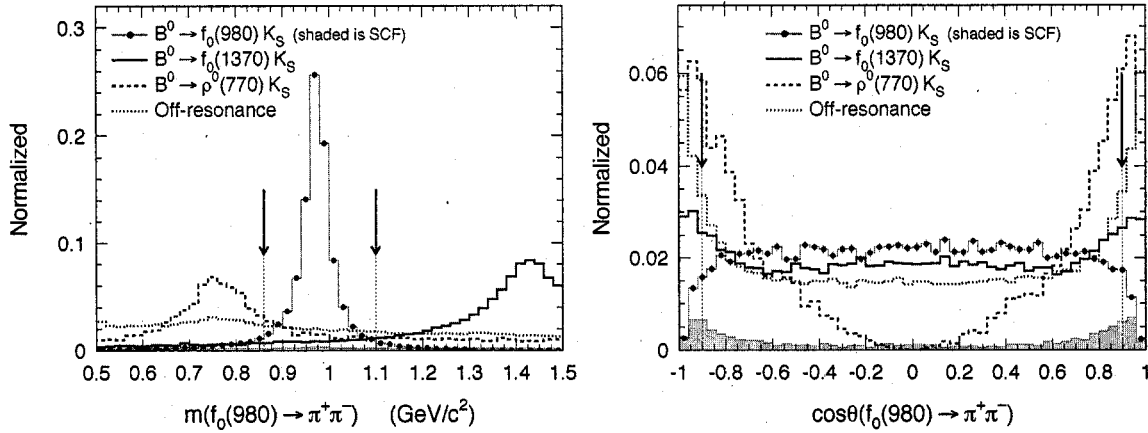 B⁰→f₀(980) K_S (shaded is SCF)
B⁰→f₀(1370) K_S
B⁰→ρ⁰(770) K_S
Off-resonance
Normalized
0.3
0.2
0.1
0
0.5 0.6 0.7 0.8 0.9 1 1.1 1.2 1.3 1.4 1.5
m(f₀(980)→π⁺π⁻) (GeV/c²)
B⁰→f₀(980) K_S (shaded is SCF)
B⁰→f₀(1370) K_S
B⁰→ρ⁰(770) K_S
Off-resonance
Normalized
0.06
0.04
0.02
0.00
-1 -0.8 -0.6 -0.4 -0.2 0 0.2 0.4 0.6 0.8 1
cosθ(f₀(980)→π⁺π⁻)